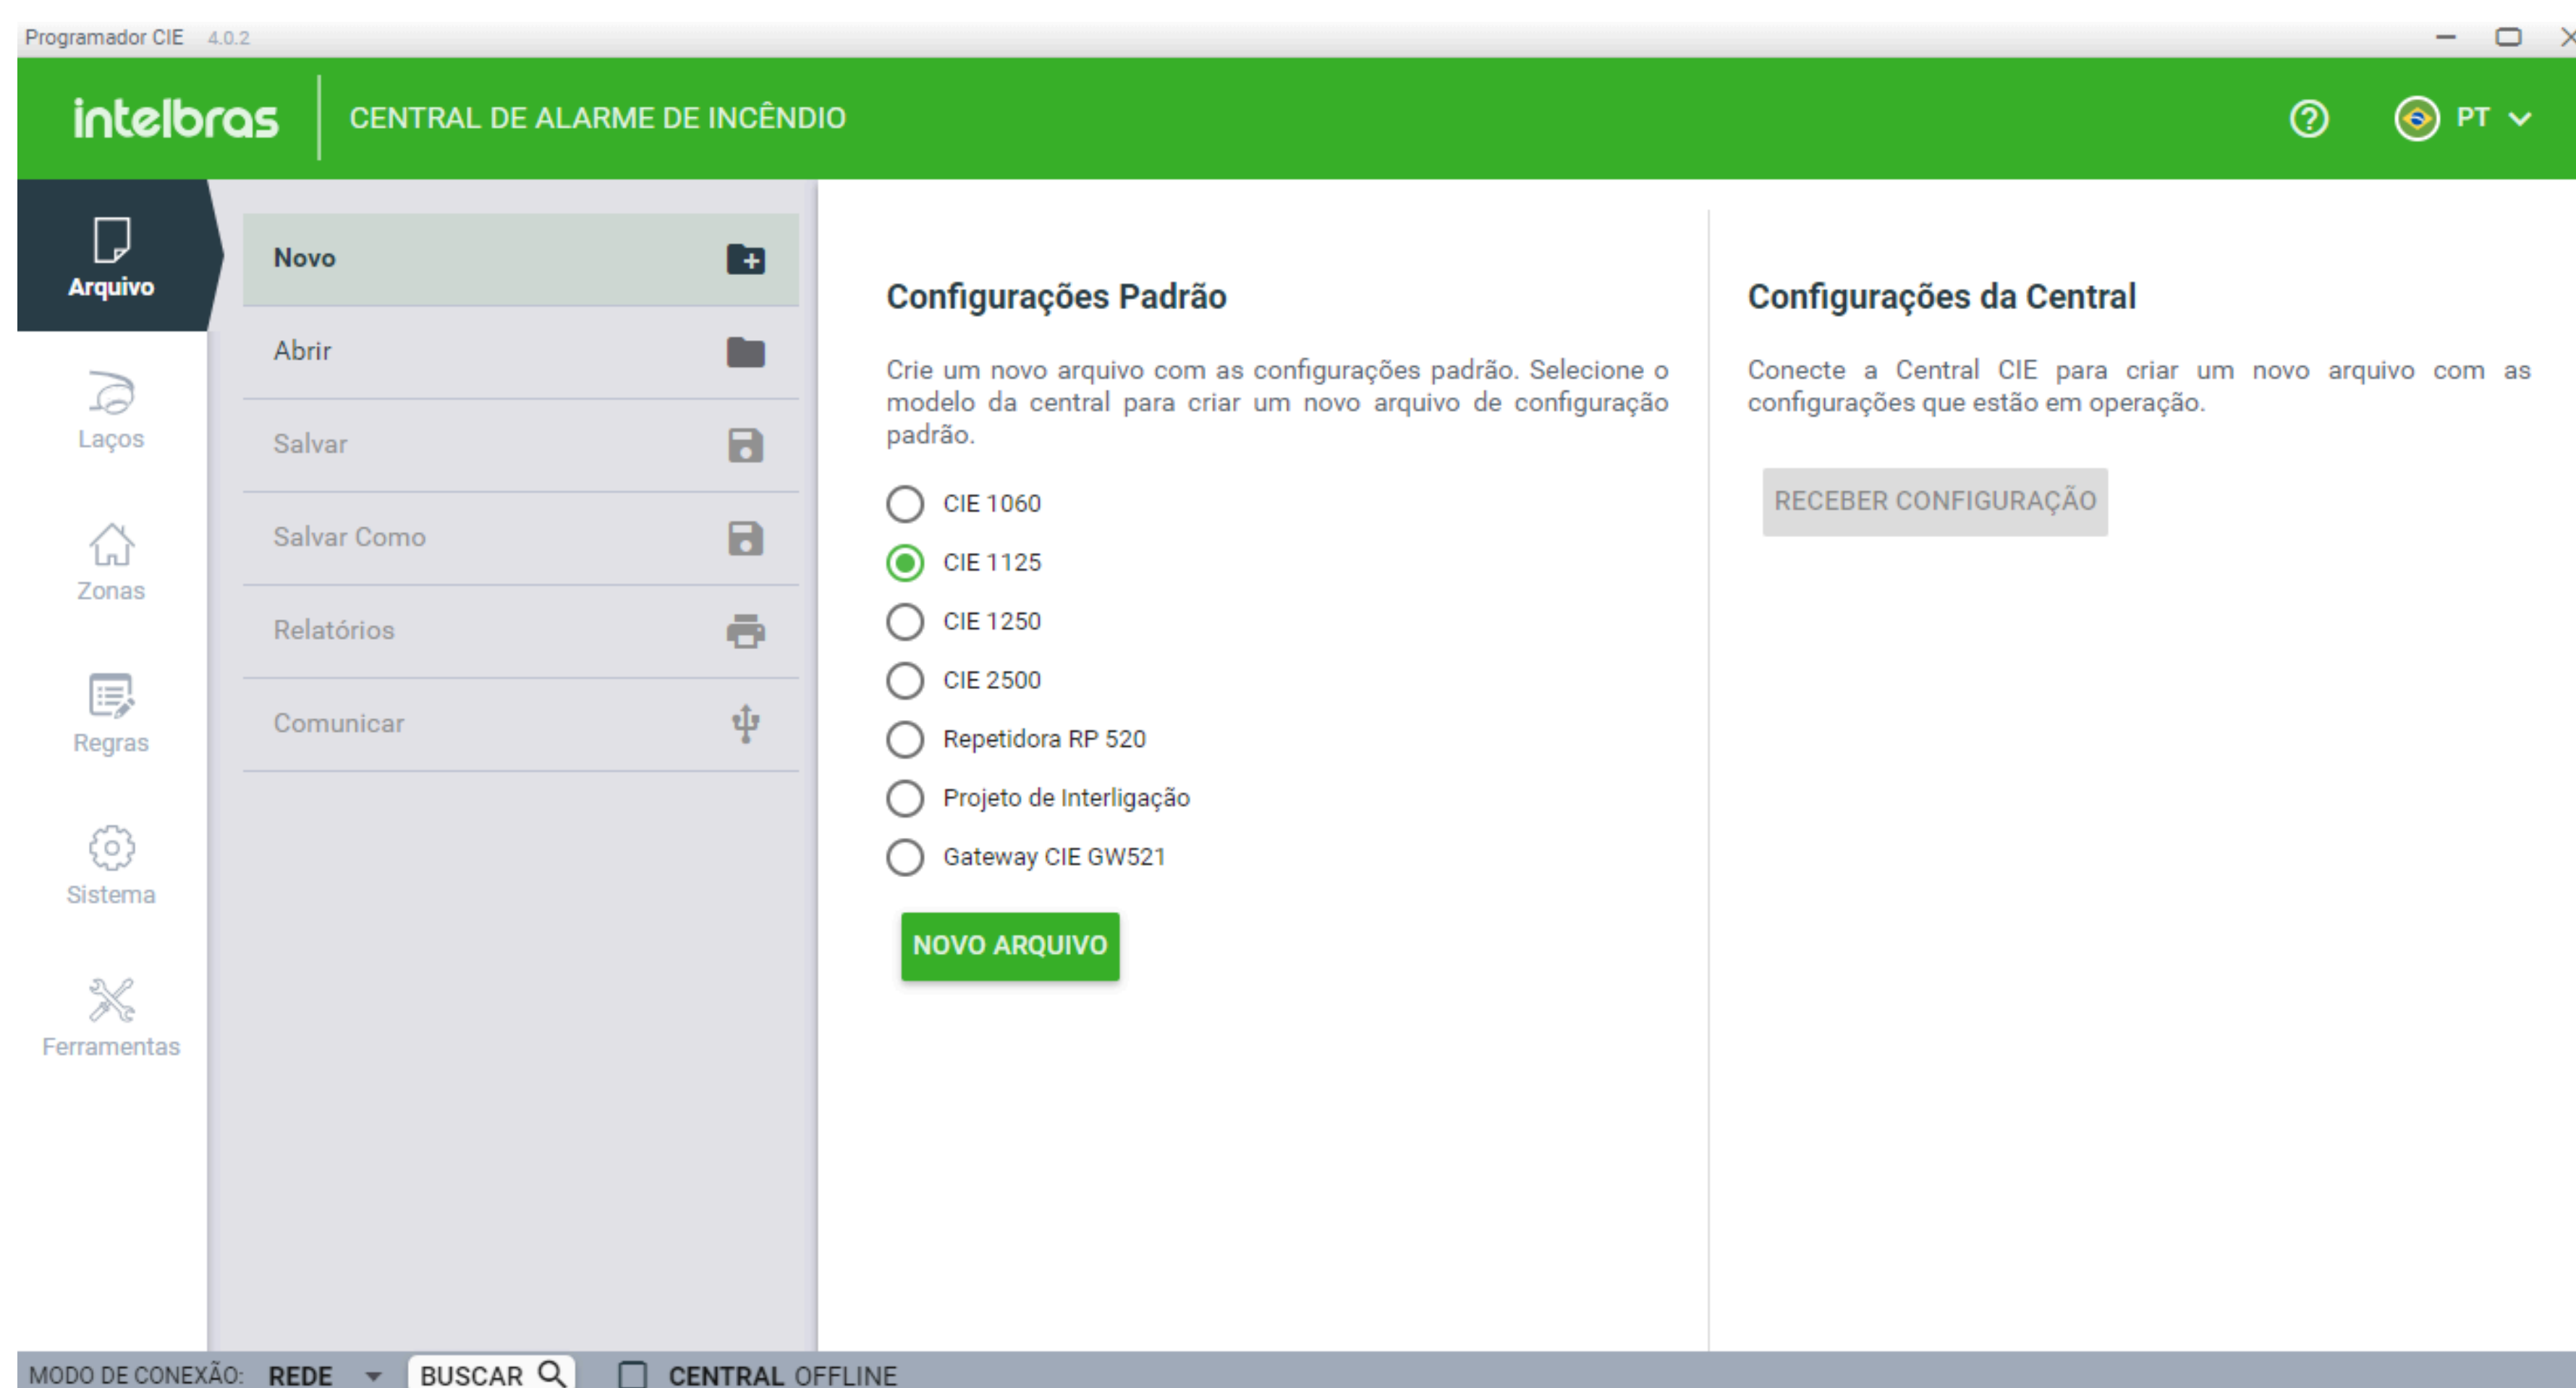 Programador CIE 4.0.2
intelbras
CENTRAL DE ALARME DE INCÊNDIO
PT
Arquivo
Laços
Zonas
Regras
Sistema
Ferramentas
Novo
Abrir
Salvar
Salvar Como
Relatórios
Comunicar
Configurações Padrão
Crie um novo arquivo com as configurações padrão. Selecione o
modelo da central para criar um novo arquivo de configuração
padrão.
CIE 1060
CIE 1125
CIE 1250
CIE 2500
Repetidora RP 520
Projeto de Interligação
Gateway CIE GW521
NOVO ARQUIVO
Configurações da Central
Conecte a Central CIE para criar um novo arquivo com as
configurações que estão em operação.
RECEBER CONFIGURAÇÃO
MODO DE CONEXÃO: REDE BUSCAR CENTRAL OFFLINE